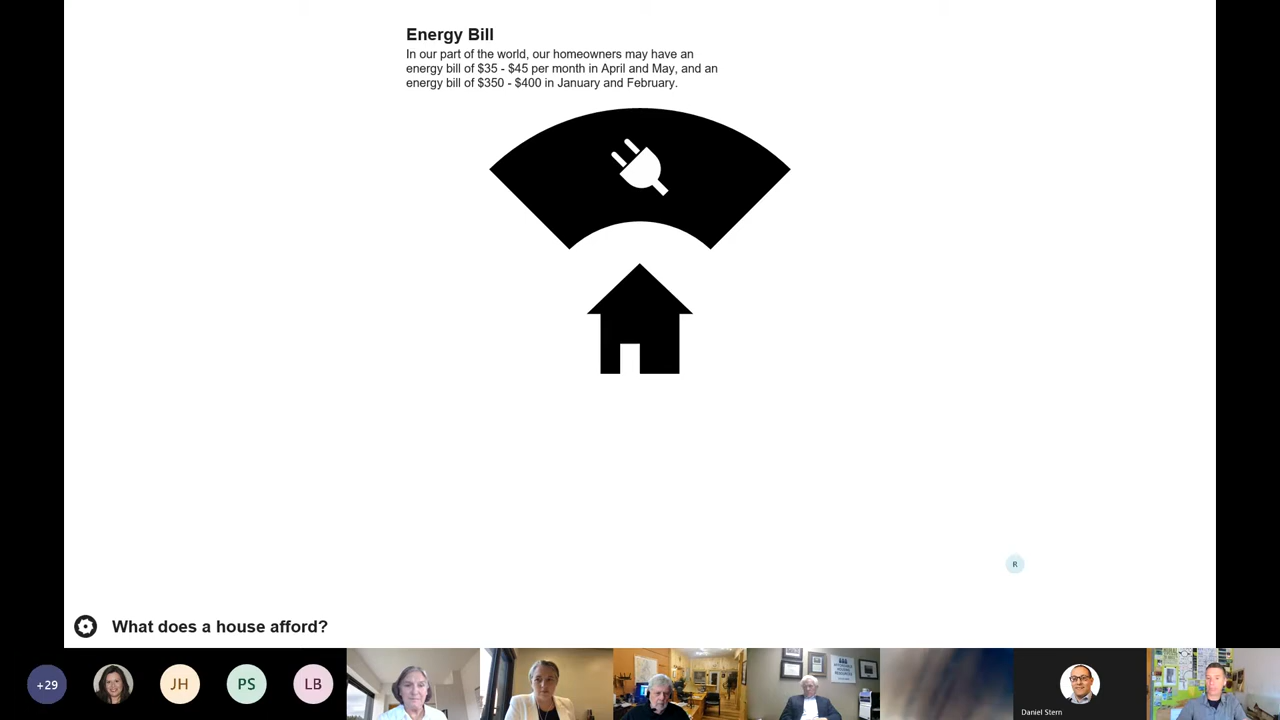 Energy Bill
In our part of the world, our homeowners may have an
energy bill of $35 - $45 per month in April and May, and an
energy bill of $350 - $400 in January and February.
R
What does a house afford?
+29
JH
PS
LB
Daniel Stern